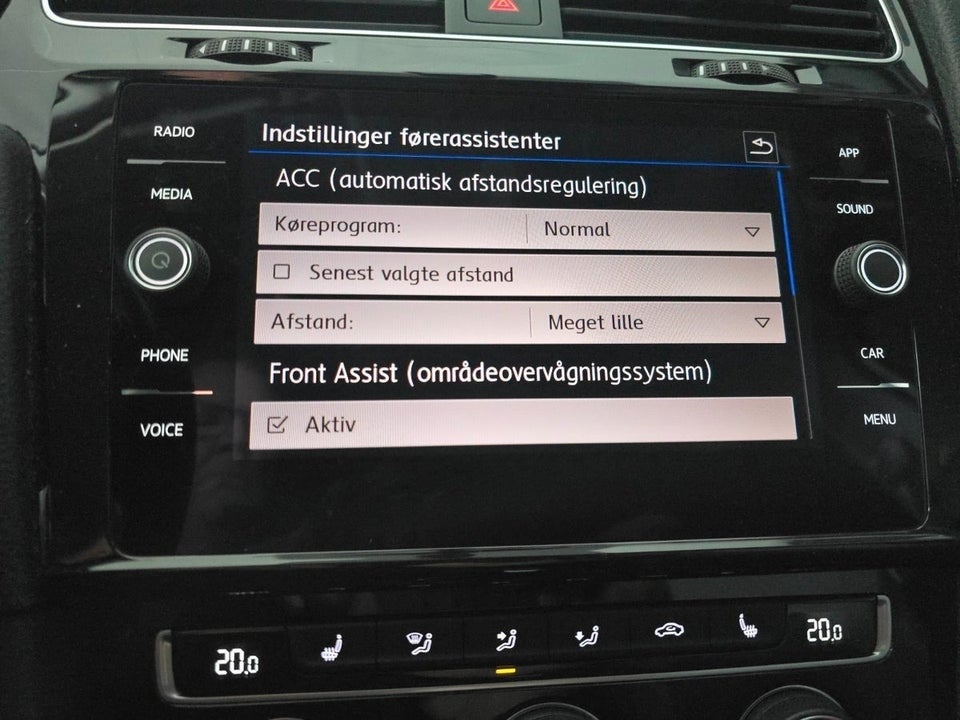 RADIO
MEDIA
PHONE
VOICE
Indstillinger førerassistenter
ACC (automatisk afstandsregulering)
Køreprogram: Normal
Senest valgte afstand
Afstand: Meget lille
Front Assist (områdeovervågningssystem)
Aktiv
APP
SOUND
CAR
MENU
20.0
20.0